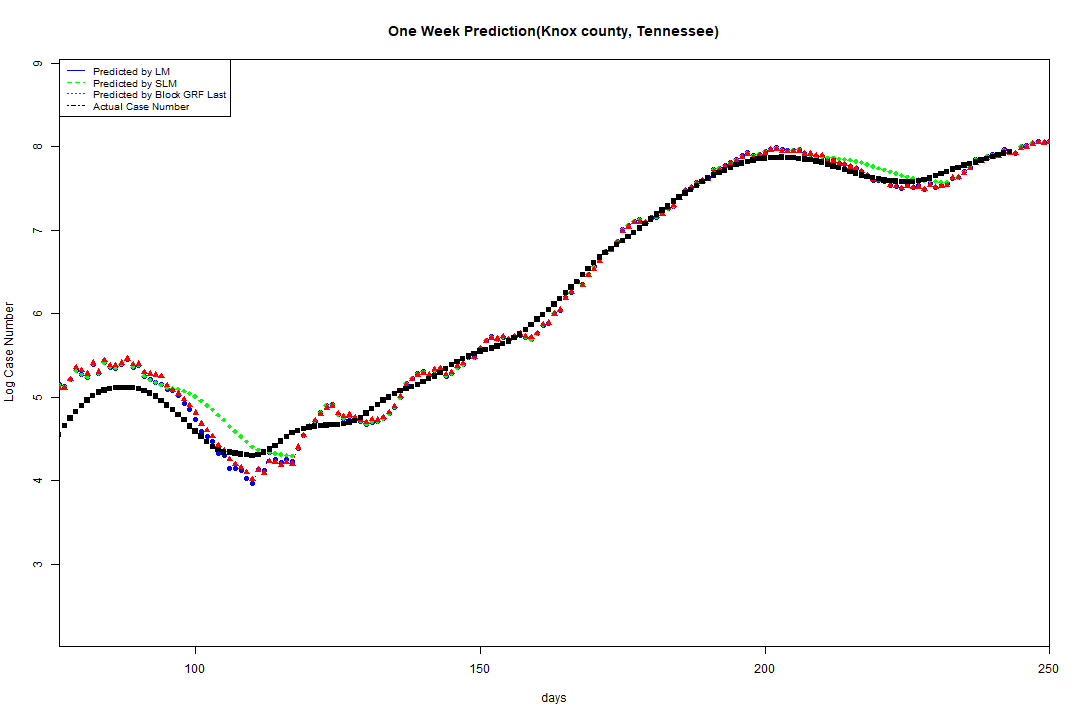 One Week Prediction(Knox county, Tennessee)
Predicted by LM
Predicted by SLM
Predicted by Block GRF Last
Actual Case Number
9
8
7
6
5
4
3
Log Case Number
100 150 200 250
days